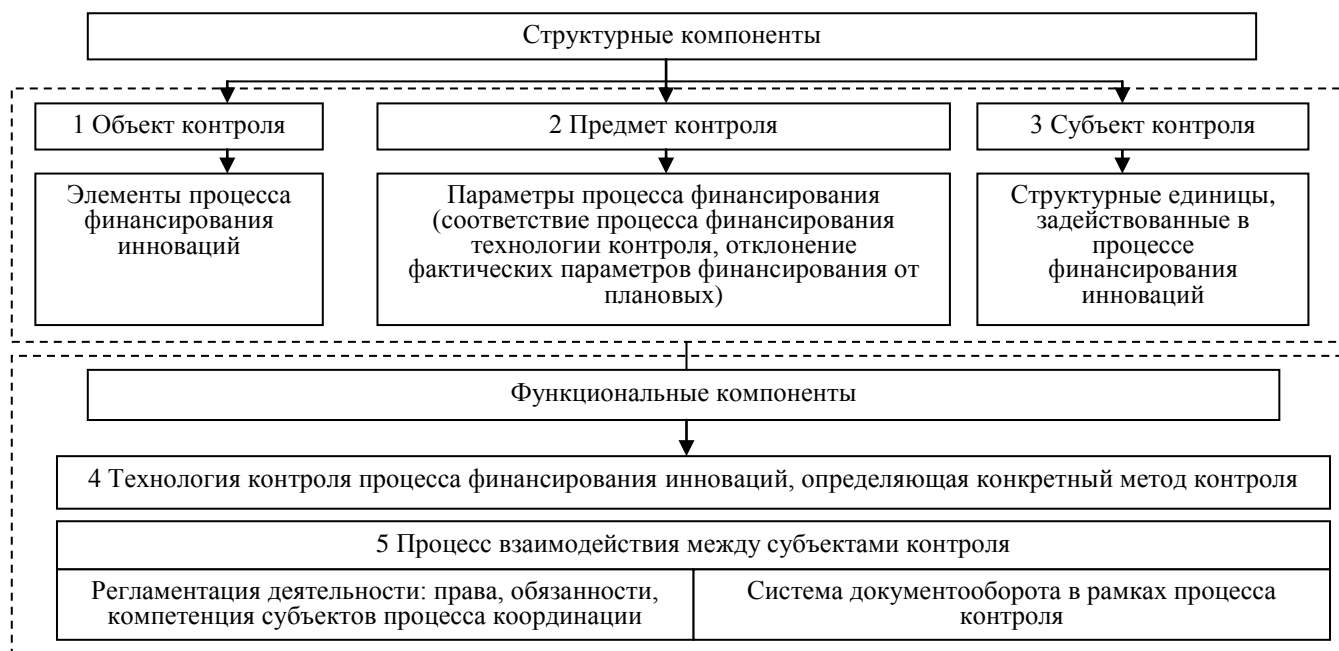 Структурные компоненты
1 Объект контроля
2 Предмет контроля
3 Субъект контроля
Элементы процесса
финансирования
инноваций
Параметры процесса финансирования
(соответствие процесса финансирования
технологии контроля, отклонение
фактических параметров финансирования от
плановых)
Структурные единицы,
задействованные в
процессе
финансирования
инноваций
Функциональные компоненты
4 Технология контроля процесса финансирования инноваций, определяющая конкретный метод контроля
5 Процесс взаимодействия между субъектами контроля
Регламентация деятельности: права, обязанности,
компетенция субъектов процесса координации
Система документооборота в рамках процесса
контроля